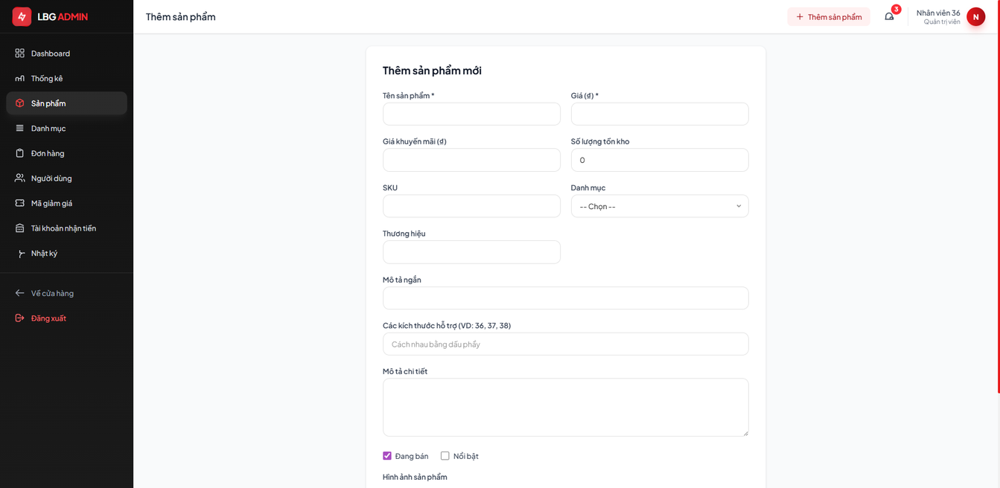 LBG ADMIN
Thêm sản phẩm
+ Thêm sản phẩm
3
Nhân viên 36
Quản trị viên
N
Dashboard
Thống kê
Sản phẩm
Danh mục
Đơn hàng
Người dùng
Mã giảm giá
Tài khoản nhận tiền
Nhật ký
Về cửa hàng
Đăng xuất
Thêm sản phẩm mới
Tên sản phẩm *
Giá (₫) *
Giá khuyến mãi (₫)
Số lượng tồn kho
0
SKU
Danh mục
-- Chọn --
Thương hiệu
Mô tả ngắn
Các kích thước hỗ trợ (VD: 36, 37, 38)
Cách nhau bằng dấu phẩy
Mô tả chi tiết
Đang bán
Nổi bật
Hình ảnh sản phẩm